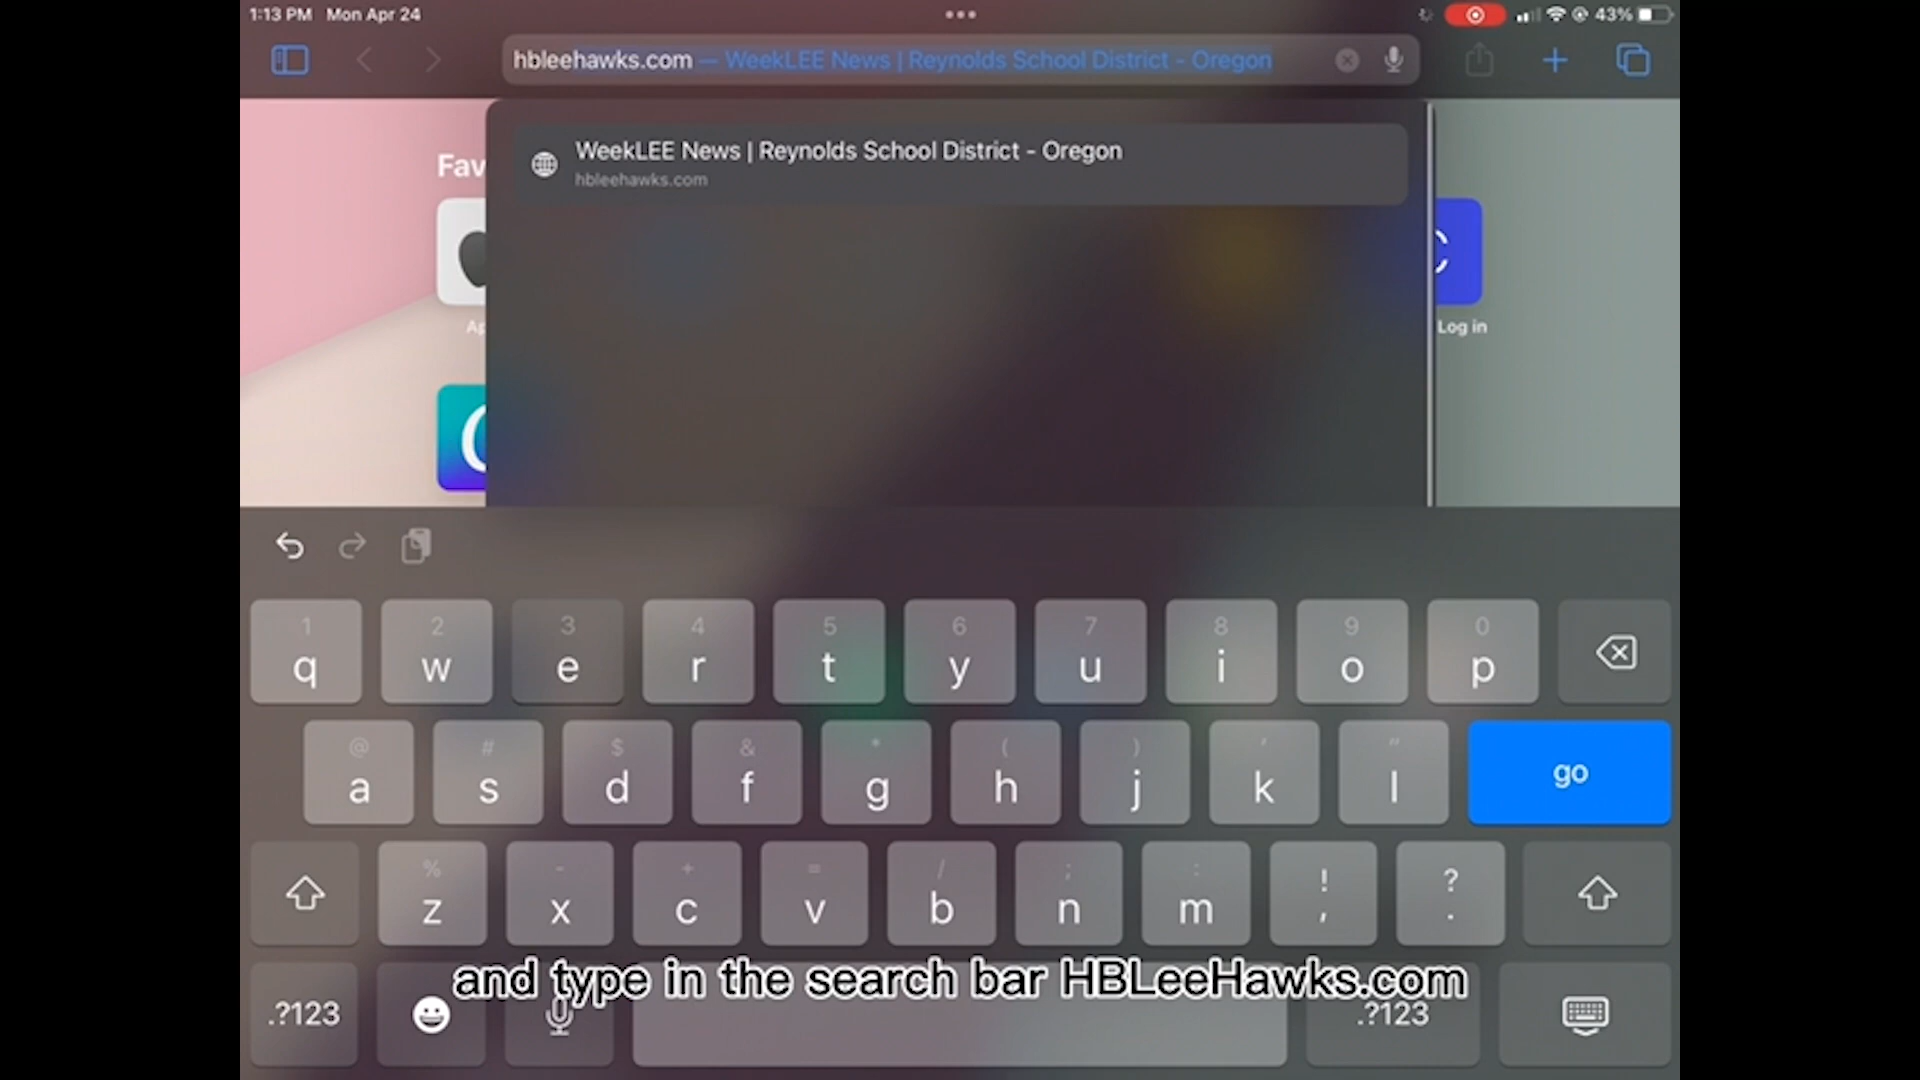 1:13 PM Mon Apr 24
43%
hbleehawks.com — WeekLEE News | Reynolds School District - Oregon
WeekLEE News | Reynolds School District - Oregon
hbleehawks.com
Fav
Ap
Log in
1 2 3 4 5 6 7 8 9 0
q w e r t y u i o p
@ # $ & * ( ) ' "
a s d f g h j k l go
% - + = / ; : ! ?
z x c v b n m , .
and type in the search bar HBLeeHawks.com
.?123 .?123